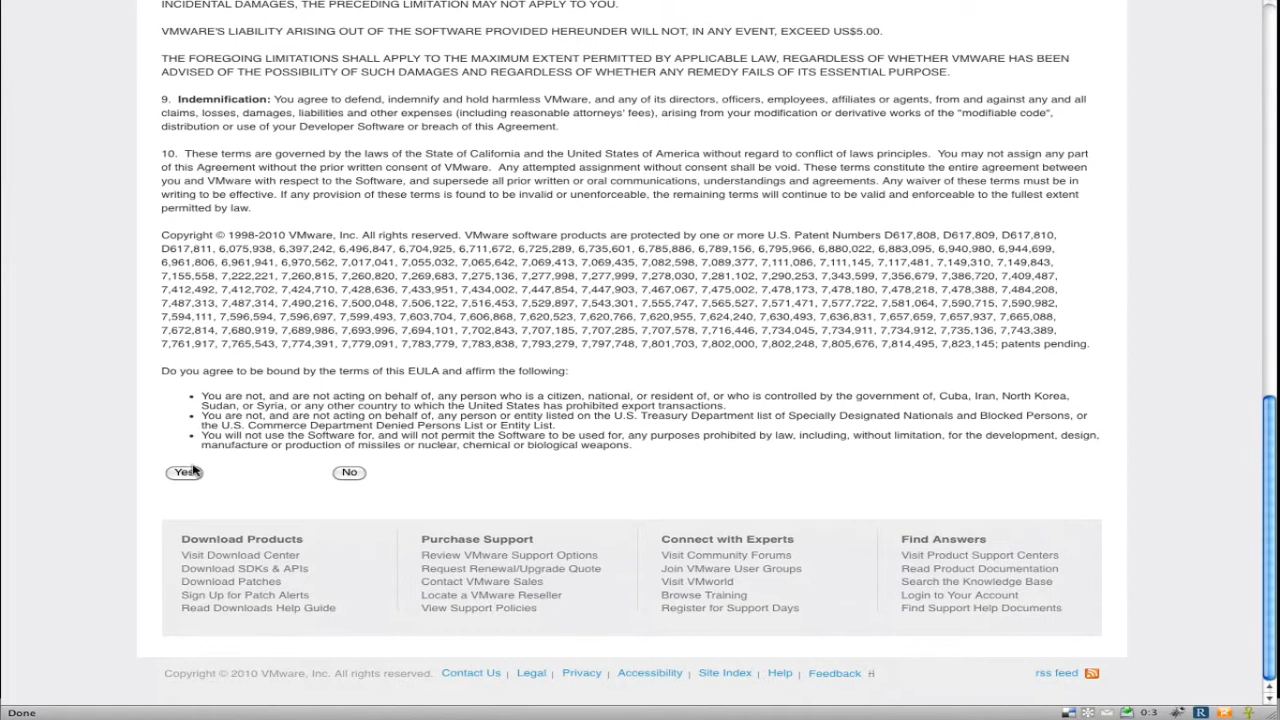 INCIDENTAL DAMAGES, THE PRECEDING LIMITATION MAY NOT APPLY TO YOU.
VMWARE'S LIABILITY ARISING OUT OF THE SOFTWARE PROVIDED HEREUNDER WILL NOT, IN ANY EVENT, EXCEED US$5.00.
THE FOREGOING LIMITATIONS SHALL APPLY TO THE MAXIMUM EXTENT PERMITTED BY APPLICABLE LAW, REGARDLESS OF WHETHER VMWARE HAS BEEN
ADVISED OF THE POSSIBILITY OF SUCH DAMAGES AND REGARDLESS OF WHETHER ANY REMEDY FAILS OF ITS ESSENTIAL PURPOSE.
9. Indemnification: You agree to defend, indemnify and hold harmless VMware, and any of its directors, officers, employees, affiliates or agents, from and against any and all
claims, losses, damages, liabilities and other expenses (including reasonable attorneys' fees), arising from your modification or derivative works of the "modifiable code",
distribution or use of your Developer Software or breach of this Agreement.
10. These terms are governed by the laws of the State of California and the United States of America without regard to conflict of laws principles. You may not assign any part
of this Agreement without the prior written consent of VMware. Any attempted assignment without consent shall be void. These terms constitute the entire agreement between
you and VMware with respect to the Software, and supersede all prior written or oral communications, understandings and agreements. Any waiver of these terms must be in
writing to be effective. If any provision of these terms is found to be invalid or unenforceable, the remaining terms will continue to be valid and enforceable to the fullest extent
permitted by law.
Copyright © 1998-2010 VMware, Inc. All rights reserved. VMware software products are protected by one or more U.S. Patent Numbers D617,808, D617,809, D617,810,
D617,811, 6,075,938, 6,397,242, 6,496,847, 6,704,925, 6,711,672, 6,725,289, 6,735,601, 6,785,886, 6,789,156, 6,795,966, 6,880,022, 6,883,095, 6,940,980, 6,944,699,
6,961,806, 6,961,941, 6,970,562, 7,017,041, 7,055,032, 7,065,642, 7,069,413, 7,069,435, 7,082,598, 7,089,377, 7,111,086, 7,111,145, 7,117,481, 7,149,310, 7,149,843,
7,155,558, 7,222,221, 7,260,815, 7,260,820, 7,269,683, 7,275,136, 7,277,998, 7,277,999, 7,278,030, 7,281,102, 7,290,253, 7,343,599, 7,356,679, 7,386,720, 7,409,487,
7,412,492, 7,412,702, 7,424,710, 7,428,636, 7,433,951, 7,434,002, 7,447,854, 7,447,903, 7,467,067, 7,475,002, 7,478,173, 7,478,180, 7,478,218, 7,478,388, 7,484,208,
7,487,313, 7,487,314, 7,490,216, 7,500,048, 7,506,122, 7,516,453, 7,529,897, 7,543,301, 7,555,747, 7,565,527, 7,571,471, 7,577,722, 7,581,064, 7,590,715, 7,590,982,
7,594,111, 7,596,594, 7,596,697, 7,599,493, 7,603,704, 7,606,868, 7,620,523, 7,620,766, 7,620,955, 7,624,240, 7,630,493, 7,636,831, 7,657,659, 7,657,937, 7,665,088,
7,672,814, 7,680,919, 7,689,986, 7,693,996, 7,694,101, 7,702,843, 7,707,185, 7,707,285, 7,707,578, 7,716,446, 7,734,045, 7,734,911, 7,734,912, 7,735,136, 7,743,389,
7,761,917, 7,765,543, 7,774,391, 7,779,091, 7,783,779, 7,783,838, 7,793,279, 7,797,748, 7,801,703, 7,802,000, 7,802,248, 7,805,676, 7,814,495, 7,823,145; patents pending.
Do you agree to be bound by the terms of this EULA and affirm the following:
• You are not, and are not acting on behalf of, any person who is a citizen, national, or resident of, or who is controlled by the government of, Cuba, Iran, North Korea,
Sudan, or Syria, or any other country to which the United States has prohibited export transactions.
• You are not, and are not acting on behalf of, any person or entity listed on the U.S. Treasury Department list of Specially Designated Nationals and Blocked Persons, or
the U.S. Commerce Department Denied Persons List or Entity List.
• You will not use the Software for, and will not permit the Software to be used for, any purposes prohibited by law, including, without limitation, for the development, design,
manufacture or production of missiles or nuclear, chemical or biological weapons.
Yes No
Download Products Purchase Support Connect with Experts Find Answers
Visit Download Center Review VMware Support Options Visit Community Forums Visit Product Support Centers
Download SDKs & APIs Request Renewal/Upgrade Quote Join VMware User Groups Read Product Documentation
Download Patches Contact VMware Sales Visit VMworld Search the Knowledge Base
Sign Up for Patch Alerts Locate a VMware Reseller Browse Training Login to Your Account
Read Downloads Help Guide View Support Policies Register for Support Days Find Support Help Documents
Copyright © 2010 VMware, Inc. All rights reserved. Contact Us | Legal | Privacy | Accessibility | Site Index | Help | Feedback rss feed
Done 0:3 R